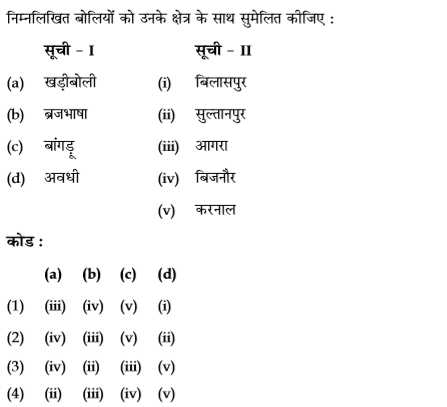 निम्नलिखित बोलियों को उनके क्षेत्र के साथ सुमेलित कीजिए :
सूची – I सूची – II
(a) खड़ीबोली (i) बिलासपुर
(b) ब्रजभाषा (ii) सुल्तानपुर
(c) बांगड़ू (iii) आगरा
(d) अवधी (iv) बिजनौर
(v) करनाल
कोड :
(a) (b) (c) (d)
(1) (iii) (iv) (v) (i)
(2) (iv) (iii) (v) (ii)
(3) (iv) (ii) (iii) (v)
(4) (ii) (iii) (iv) (v)